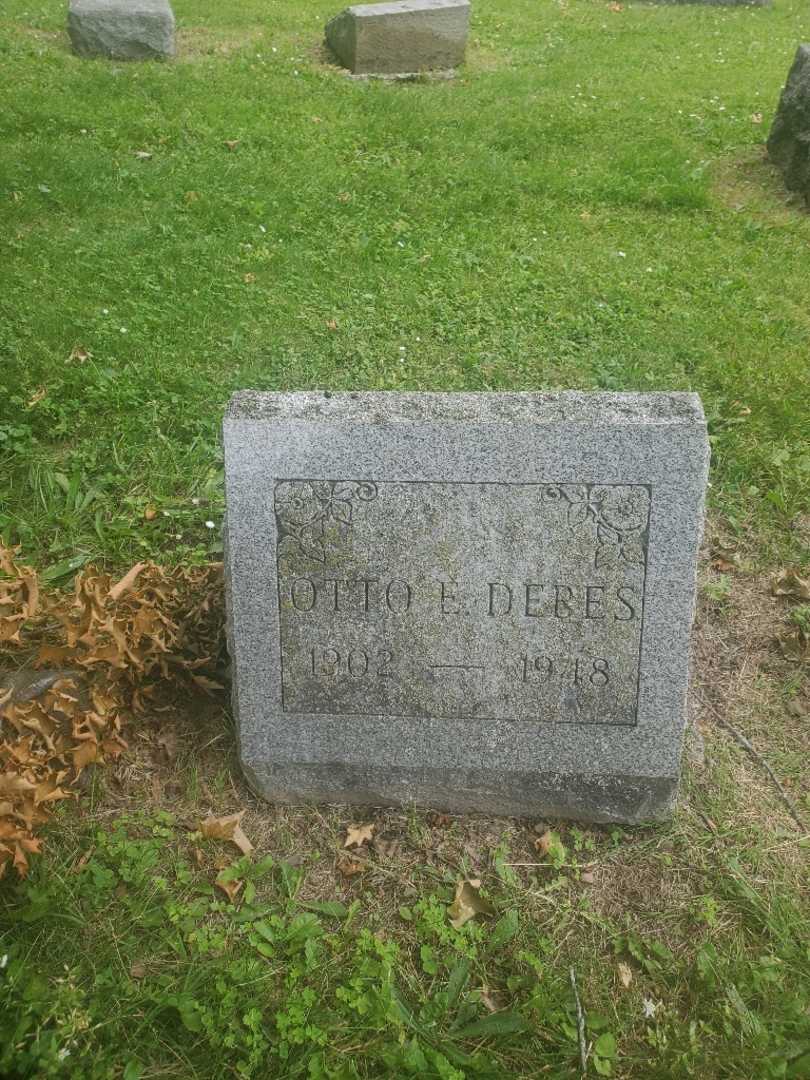 OTTO E. DEBES
1902 — 1948